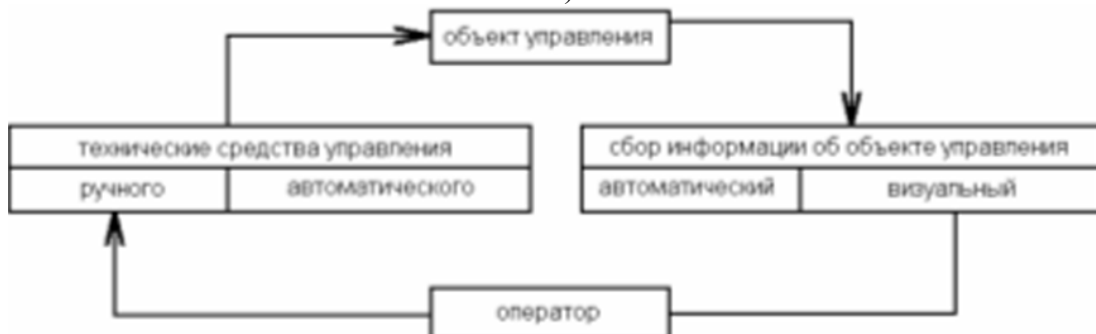 объект управления
технические средства управления
ручного
автоматического
сбор информации об объекте управления
автоматический
визуальный
оператор